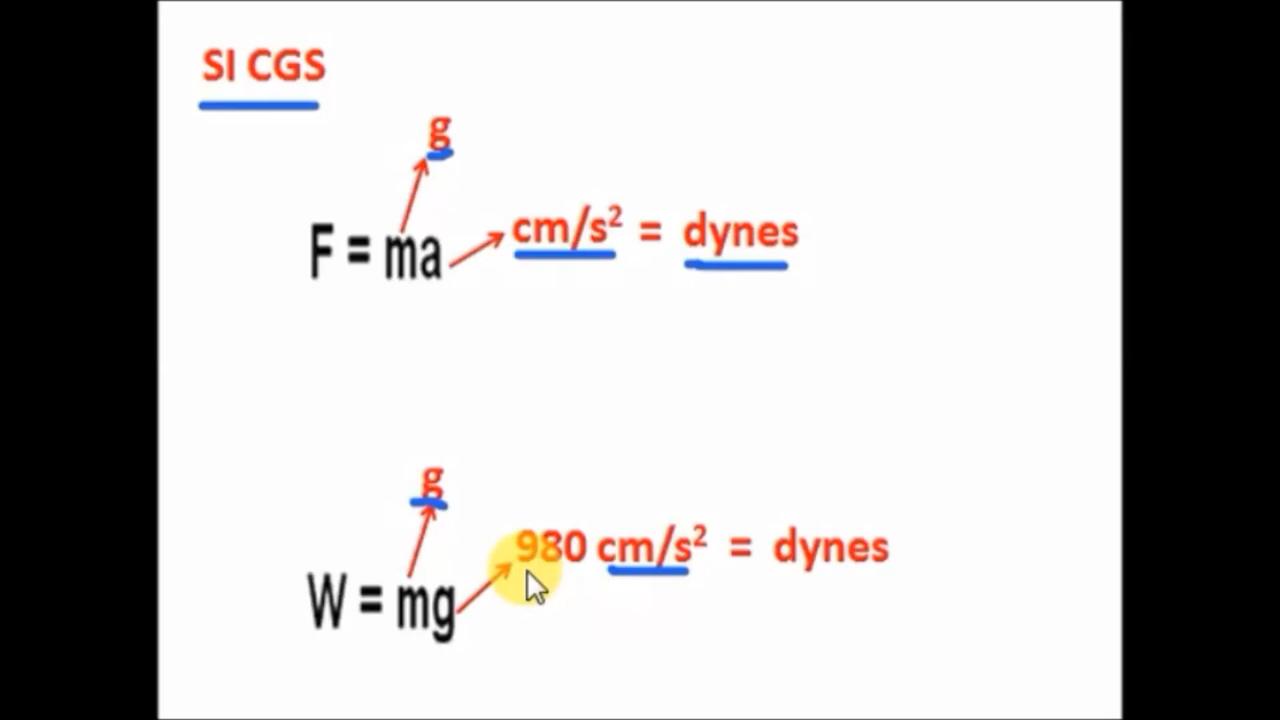 SI CGS
g
F = ma cm/s² = dynes
g
W = mg 980 cm/s² = dynes